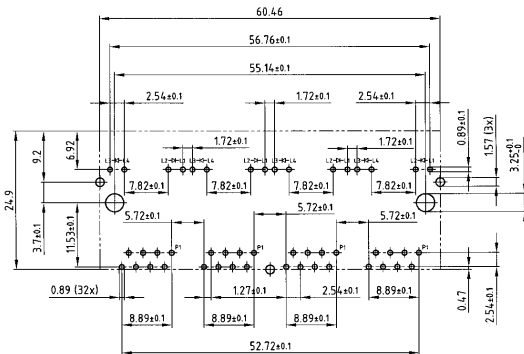 60.46
56.76±0.1
55.14±0.1
2.54±0.1
1.72±0.1
2.54±0.1
1.72±0.1
1.72±0.1
0.89±0.1
1.57 (3x)
3.25±0.1
9.2
6.92
24.9
3.7±0.1
11.53±0.1
L3 L4
L2 L1 L3 L4
L2 L1 L3 L4
L2 L1 L3 L4
L2 L1
7.82±0.1
7.82±0.1
7.82±0.1
7.82±0.1
5.72±0.1
5.72±0.1
5.72±0.1
P1
P1
P1
P1
0.89 (32x)
1.27±0.1
2.54±0.1
8.89±0.1
0.47
2.54±0.1
8.89±0.1
8.89±0.1
8.89±0.1
52.72±0.1